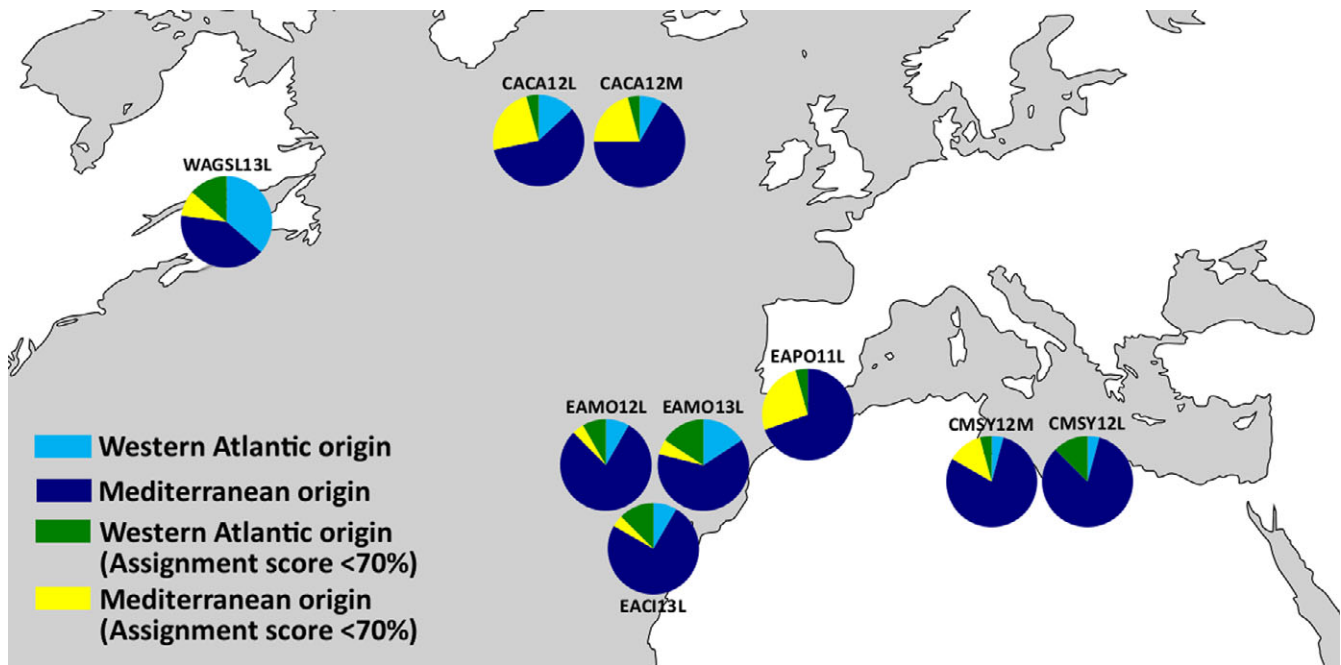 CACA12L
CACA12M
WAGSL13L
EAPO11L
EAMO12L
EAMO13L
CMSY12M
CMSY12L
EACI13L
Western Atlantic origin
Mediterranean origin
Western Atlantic origin
(Assignment score <70%)
Mediterranean origin
(Assignment score <70%)